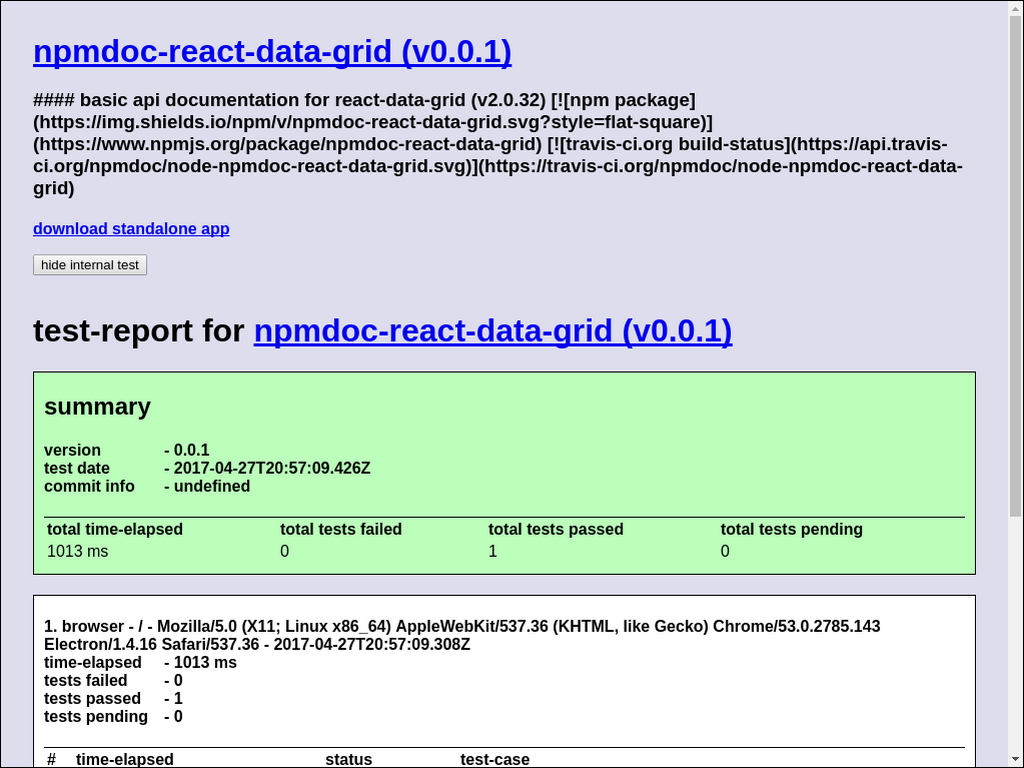 npmdoc-react-data-grid (v0.0.1)
#### basic api documentation for react-data-grid (v2.0.32) [![npm package]
(https://img.shields.io/npm/v/npmdoc-react-data-grid.svg?style=flat-square)]
(https://www.npmjs.org/package/npmdoc-react-data-grid) [![travis-ci.org build-status](https://api.travis-
ci.org/npmdoc/node-npmdoc-react-data-grid.svg)](https://travis-ci.org/npmdoc/node-npmdoc-react-data-
grid)
download standalone app
hide internal test
test-report for npmdoc-react-data-grid (v0.0.1)
summary
version - 0.0.1
test date - 2017-04-27T20:57:09.426Z
commit info - undefined
total time-elapsed total tests failed total tests passed total tests pending
1013 ms 0 1 0
1. browser - / - Mozilla/5.0 (X11; Linux x86_64) AppleWebKit/537.36 (KHTML, like Gecko) Chrome/53.0.2785.143
Electron/1.4.16 Safari/537.36 - 2017-04-27T20:57:09.308Z
time-elapsed - 1013 ms
tests failed - 0
tests passed - 1
tests pending - 0
# time-elapsed status test-case